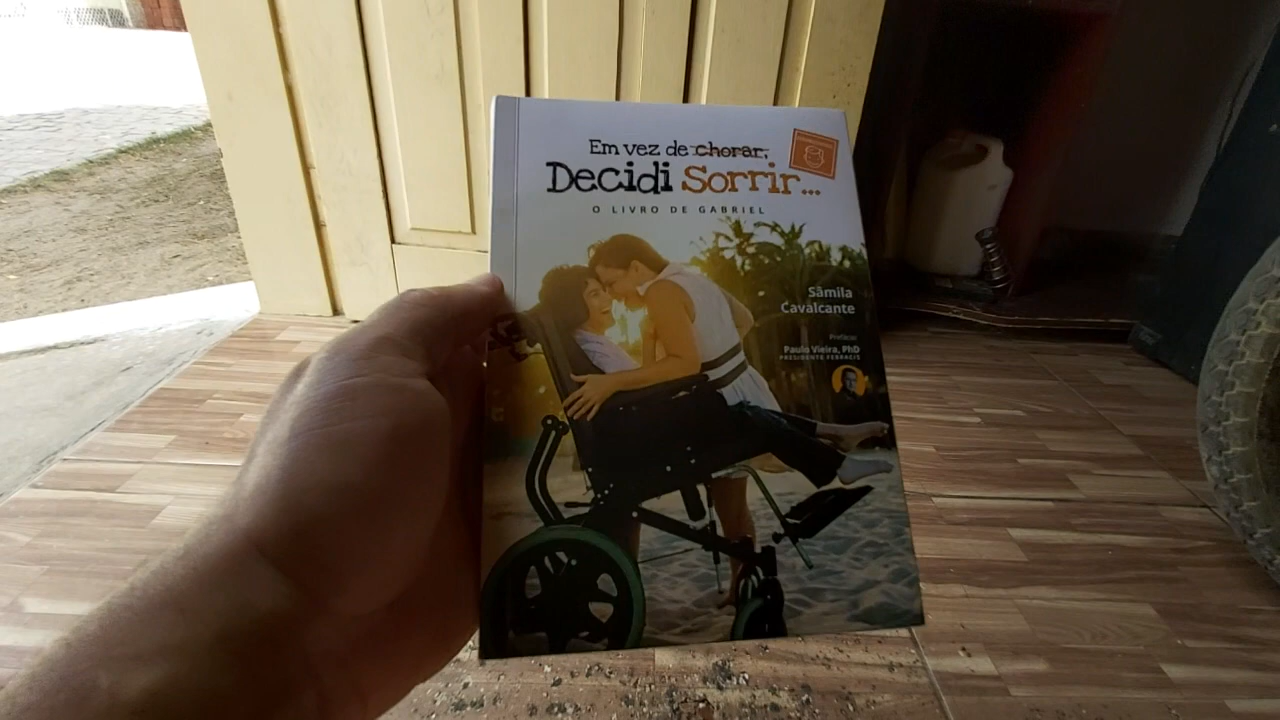 Em vez de chorar,
Decidi Sorrir...
O LIVRO DE GABRIEL
Sâmila
Cavalcante
Prefácio
Paulo Vieira, PhD
PRESIDENTE FEBRACIS